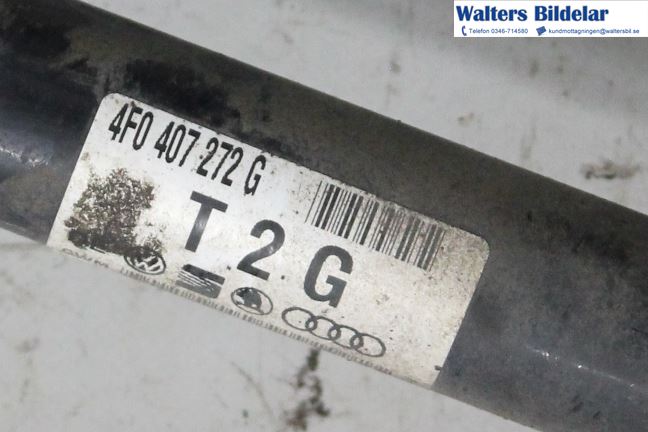 Walters Bildelar
Telefon 0346-714580 kundmottagningen@waltersbil.se
4F0 407 272 G
T.2.G